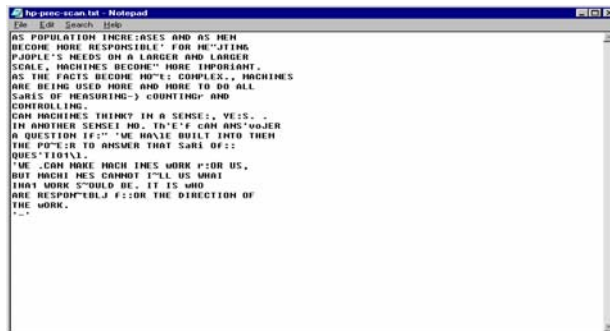 hp-prec-scan.txt - Notepad
File Edit Search Help
AS POPULATION INCRE:ASES AND AS MEN
BECOME MORE RESPONSIBLE' FOR ME"JTIN&
PJOPLE'S NEEDS ON A LARGER AND LARGER
SCALE, MACHINES BECOME" MORE IMPORiANT.
AS THE FACTS BECOME MO~t: COMPLEX., MACHINES
ARE BEING USED MORE AND MORE TO DO ALL
SaRiS OF MEASURING-) cOUNTINGr AND
CONTROLLING.
CAN MACHINES THINK? IN A SENSE:, YE:S. .
IN ANOTHER SENSEI NO. Th'E'f cAN ANS'voJER
A QUESTION If:" 'WE HA\lE BUILT INTO THEM
THE PO~E:R TO ANSWER THAT SaRi OF::
QUES'TIO1\l.
'WE .CAN MAKE MACH INES wORK r:OR US,
BUT MACHI NES CANNOT I~LL US WHAI
IHA1 WORK S~OULD BE. IT IS wHO
ARE RESPON~tBLJ f::OR THE DIRECTION OF
THE wORK.
'-'